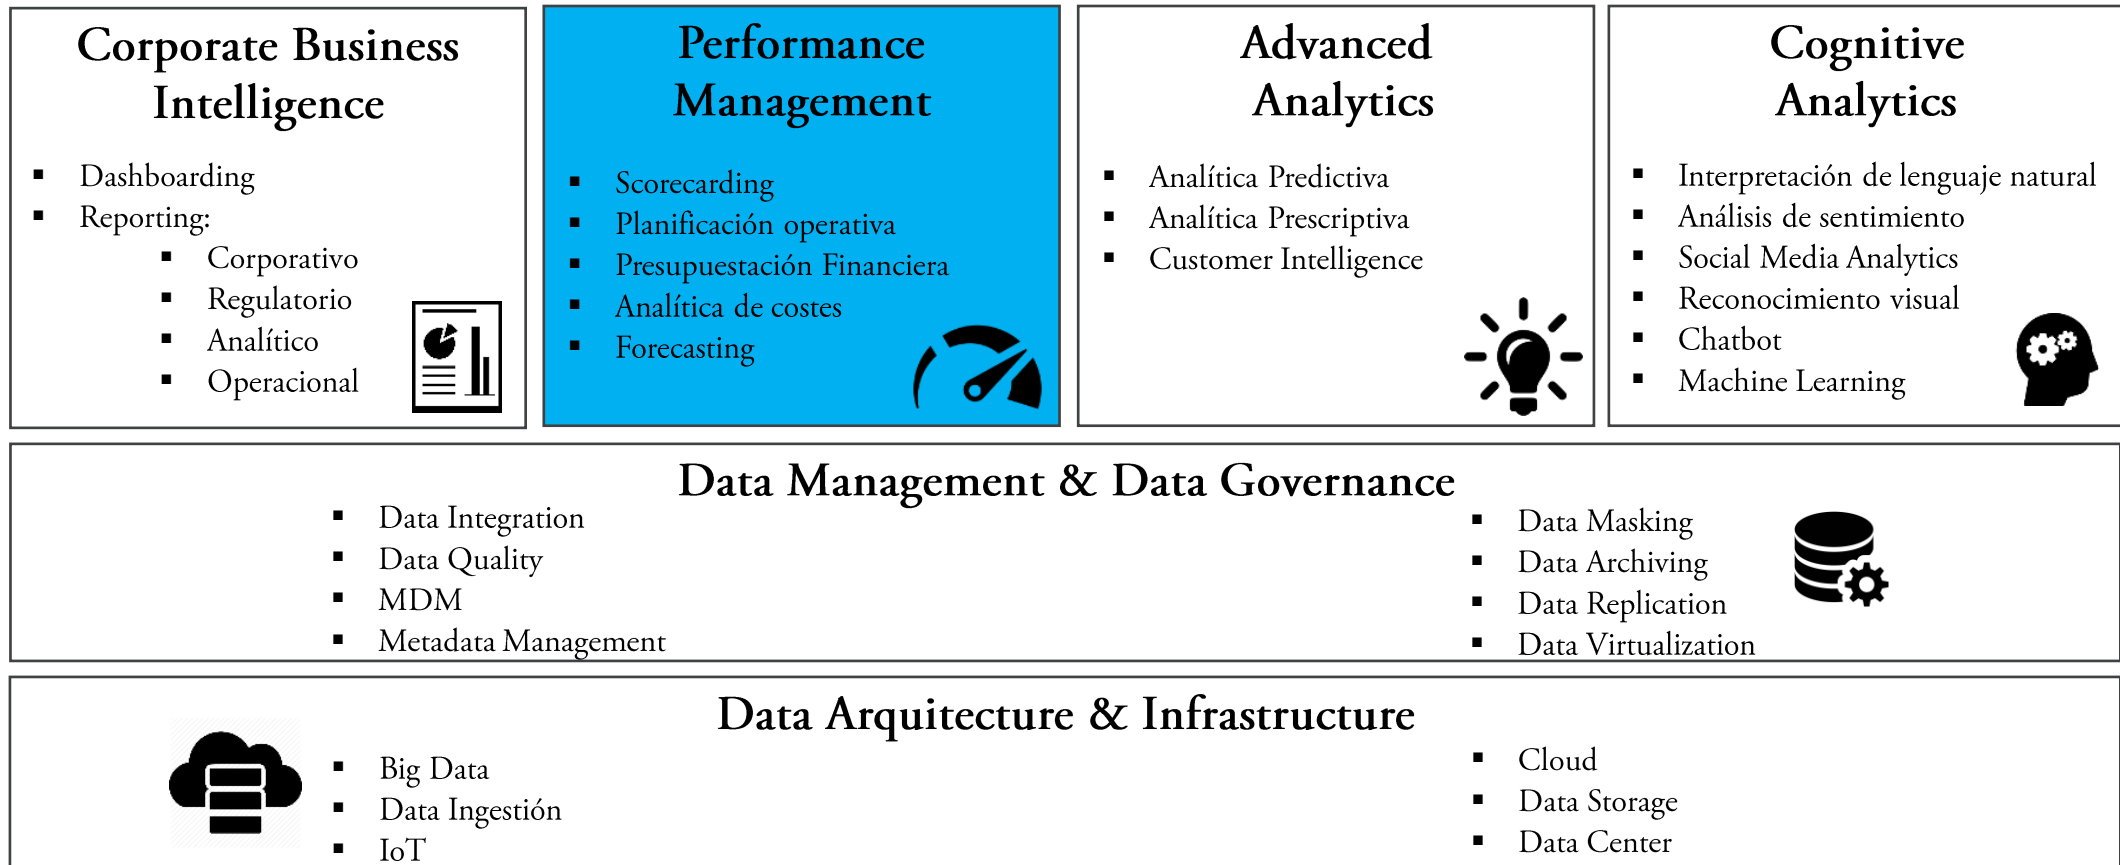 Corporate Business
Intelligence
▪ Dashboarding
▪ Reporting:
▪ Corporativo
▪ Regulatorio
▪ Analítico
▪ Operacional
Performance
Management
▪ Scorecarding
▪ Planificación operativa
▪ Presupuestación Financiera
▪ Analítica de costes
▪ Forecasting
Advanced
Analytics
▪ Analítica Predictiva
▪ Analítica Prescriptiva
▪ Customer Intelligence
Cognitive
Analytics
▪ Interpretación de lenguaje natural
▪ Análisis de sentimiento
▪ Social Media Analytics
▪ Reconocimiento visual
▪ Chatbot
▪ Machine Learning
Data Management & Data Governance
▪ Data Integration
▪ Data Quality
▪ MDM
▪ Metadata Management
▪ Data Masking
▪ Data Archiving
▪ Data Replication
▪ Data Virtualization
Data Arquitecture & Infrastructure
▪ Big Data
▪ Data Ingestión
▪ IoT
▪ Cloud
▪ Data Storage
▪ Data Center